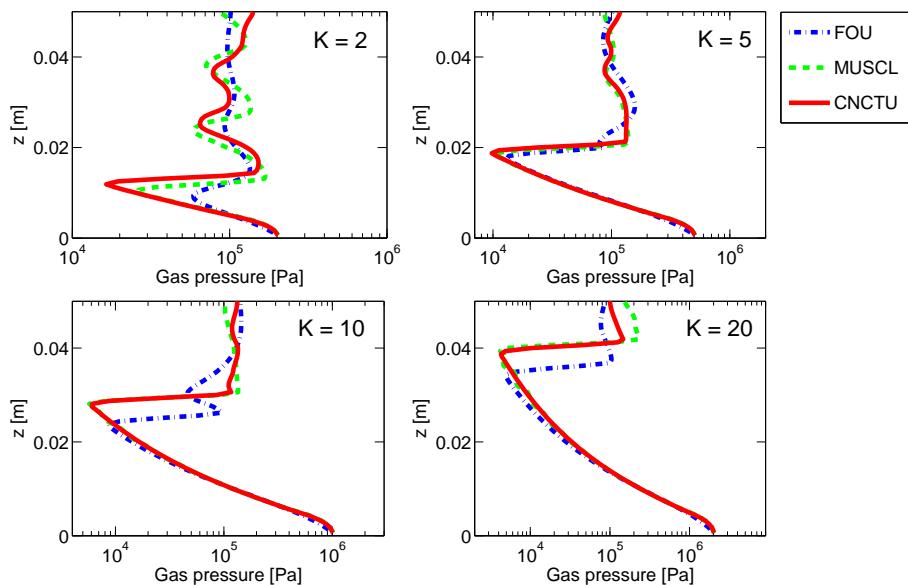 K = 2
0.04
0.02
0
z [m]
10^4
10^5
10^6
Gas pressure [Pa]
K = 5
0.04
0.02
0
z [m]
10^4
10^5
10^6
Gas pressure [Pa]
FOU
MUSCL
CNCTU
K = 10
0.04
0.02
0
z [m]
10^4
10^5
10^6
Gas pressure [Pa]
K = 20
0.04
0.02
0
z [m]
10^4
10^5
10^6
Gas pressure [Pa]